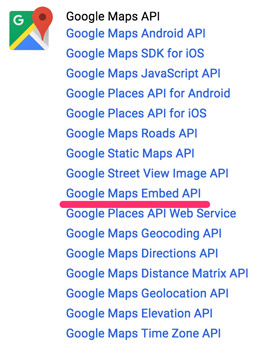 G
Google Maps API
Google Maps Android API
Google Maps SDK for iOS
Google Maps JavaScript API
Google Places API for Android
Google Places API for iOS
Google Maps Roads API
Google Static Maps API
Google Street View Image API
Google Maps Embed API
Google Places API Web Service
Google Maps Geocoding API
Google Maps Directions API
Google Maps Distance Matrix API
Google Maps Geolocation API
Google Maps Elevation API
Google Maps Time Zone API